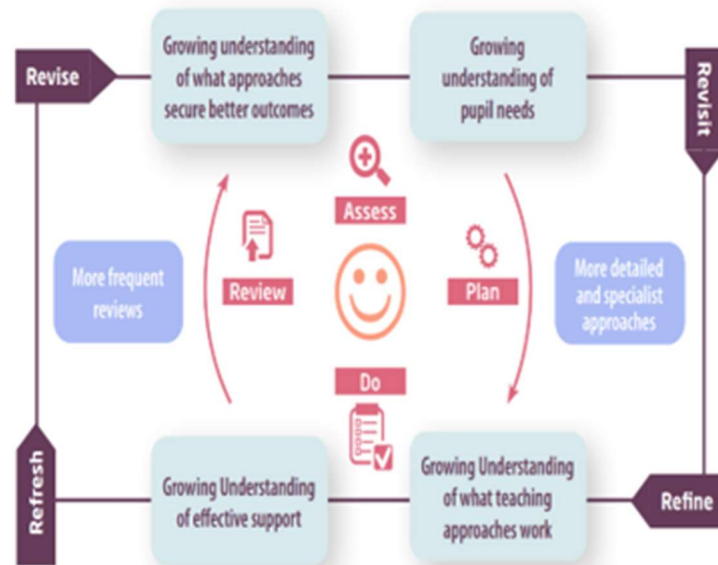 Revise
Growing understanding
of what approaches
secure better outcomes
Growing
understanding of
pupil needs
Revisit
Assess
Review
Plan
More frequent
reviews
More detailed
and specialist
approaches
Do
Refresh
Growing Understanding
of effective support
Growing Understanding
of what teaching
approaches work
Refine